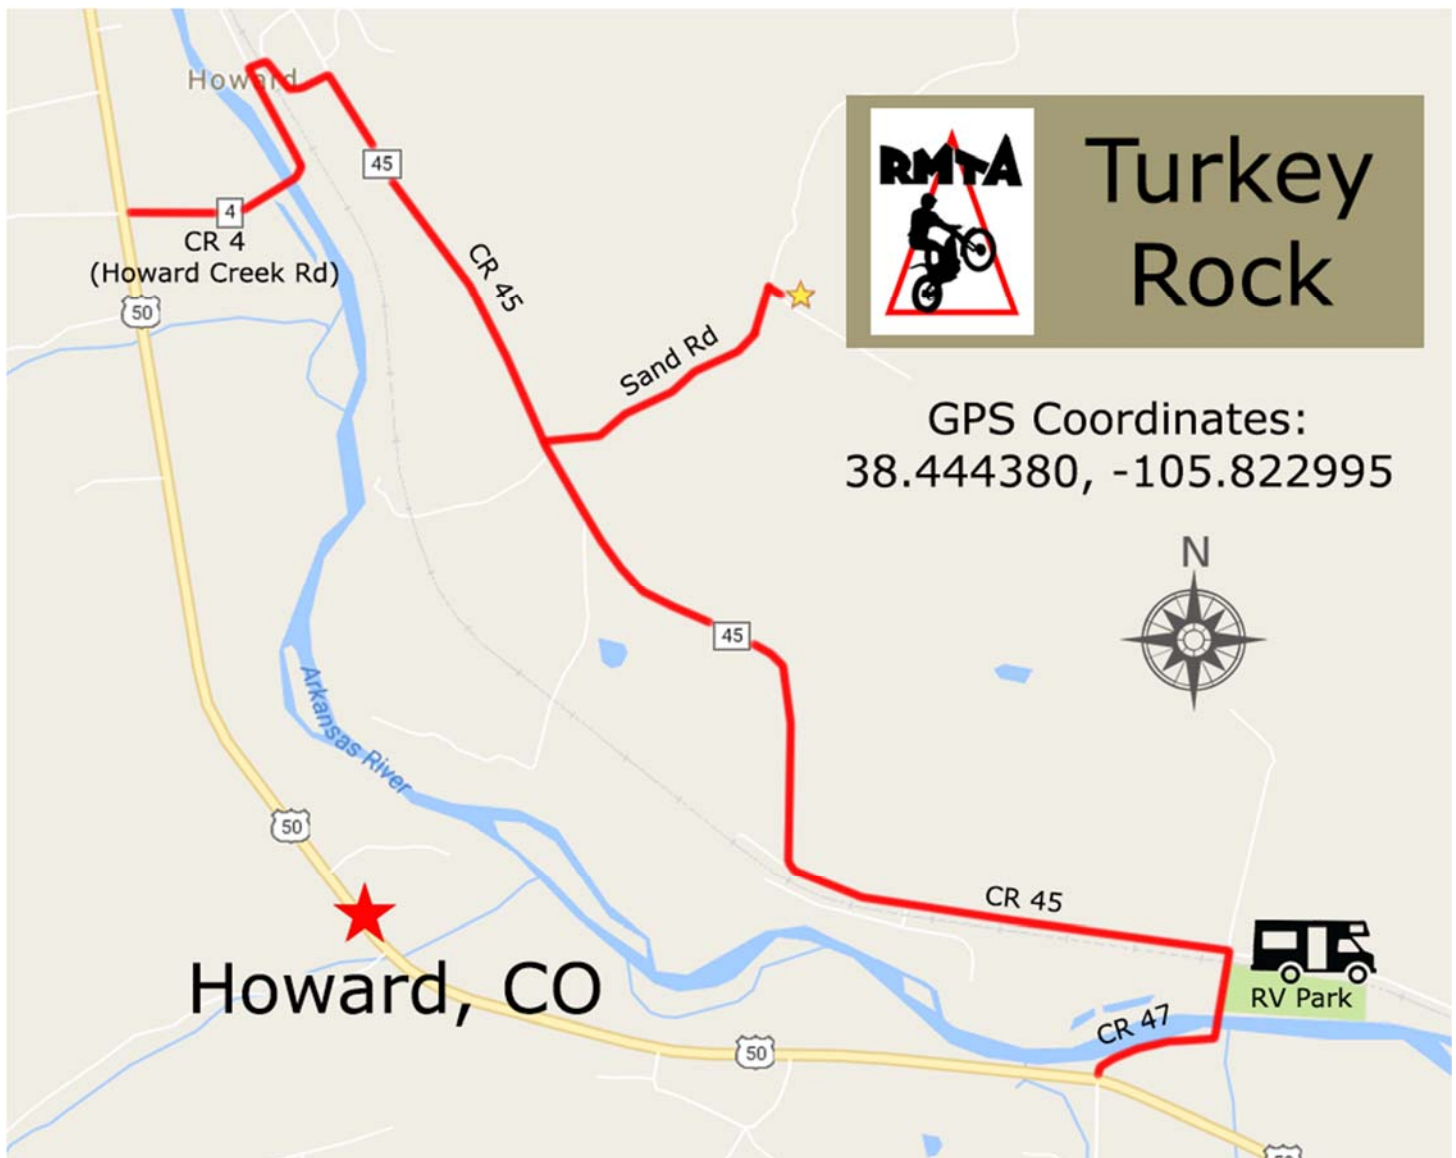 Howard
45
RMTA
Turkey
Rock
4
CR 4
(Howard Creek Rd)
CR 45
50
Sand Rd
GPS Coordinates:
38.444380, -105.822995
N
45
Arkansas River
50
CR 45
Howard, CO
RV Park
CR 47
50
50